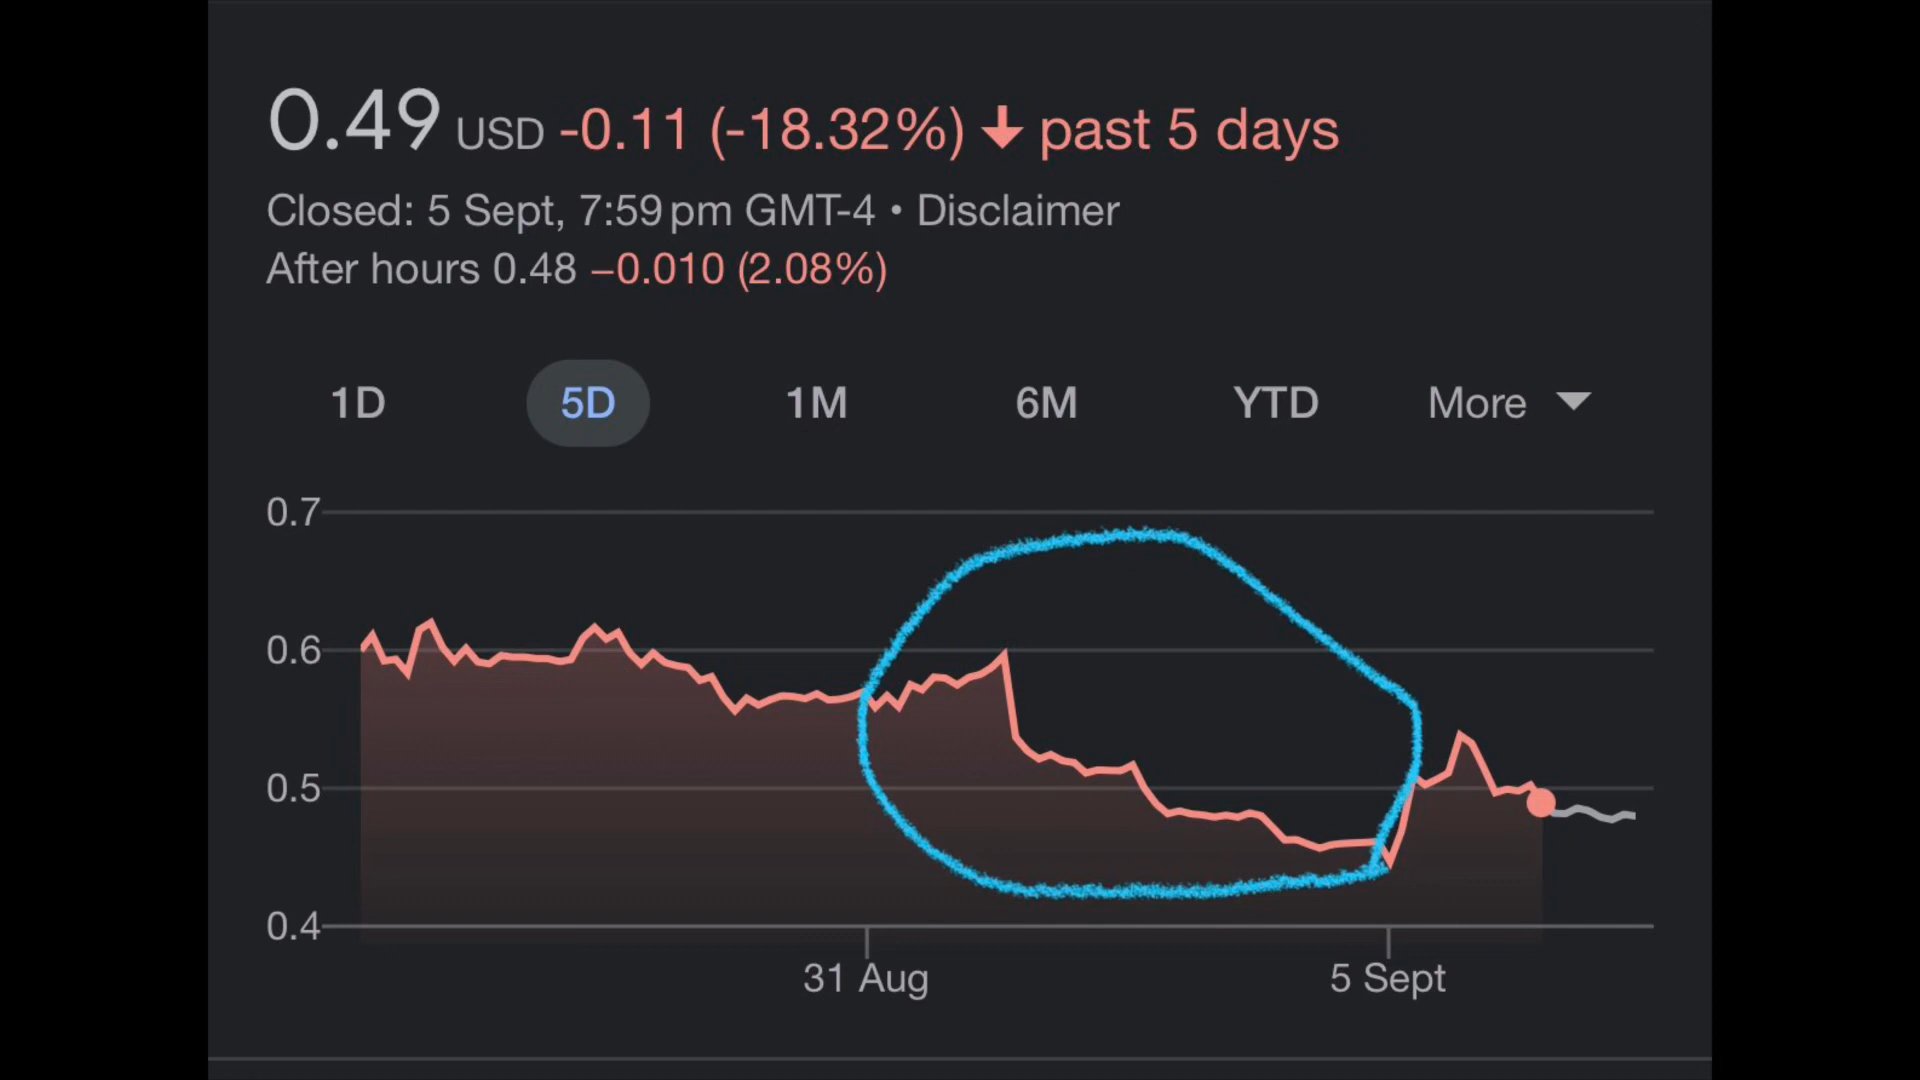 0.49 USD -0.11 (-18.32%) ↓ past 5 days
Closed: 5 Sept, 7:59 pm GMT-4 • Disclaimer
After hours 0.48 −0.010 (2.08%)
1D 5D 1M 6M YTD More
0.7
0.6
0.5
0.4
31 Aug 5 Sept